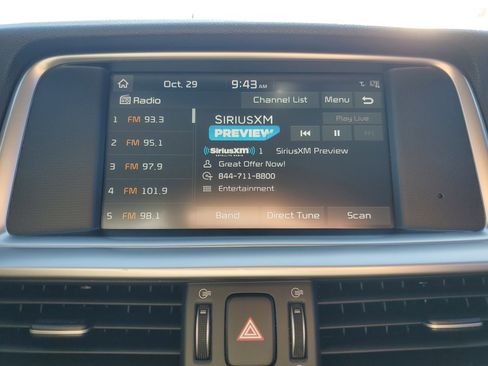 Oct. 29 9:43 AM
Radio Channel List Menu
1 FM 93.3
2 FM 95.1
3 FM 97.9
4 FM 101.9
5 FM 98.1
SIRIUSXM
PREVIEW
Play Live
SiriusXM 1 SiriusXM Preview
Great Offer Now!
844-711-8800
Entertainment
Band Direct Tune Scan